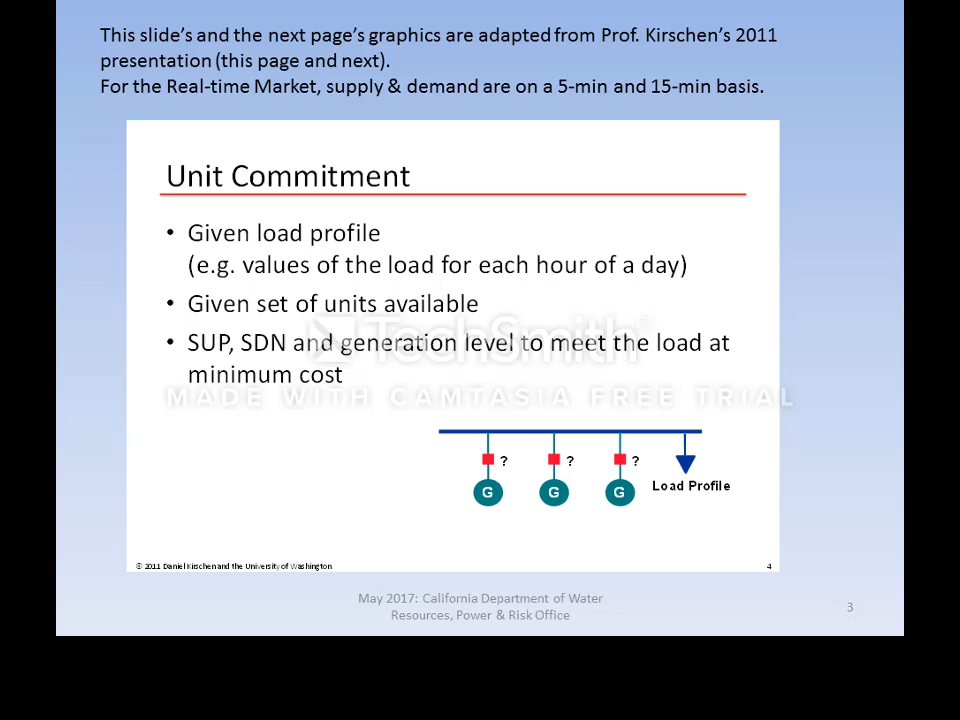 This slide's and the next page's graphics are adapted from Prof. Kirschen's 2011
presentation (this page and next).
For the Real-time Market, supply & demand are on a 5-min and 15-min basis.
Unit Commitment
• Given load profile
(e.g. values of the load for each hour of a day)
• Given set of units available
• SUP, SDN and generation level to meet the load at
minimum cost
TechSmith®
MADE WITH CAMTASIA FREE TRIAL
? ? ?
G G G Load Profile
© 2011 Daniel Kirschen and the University of Washington
4
May 2017: California Department of Water
Resources, Power & Risk Office
3